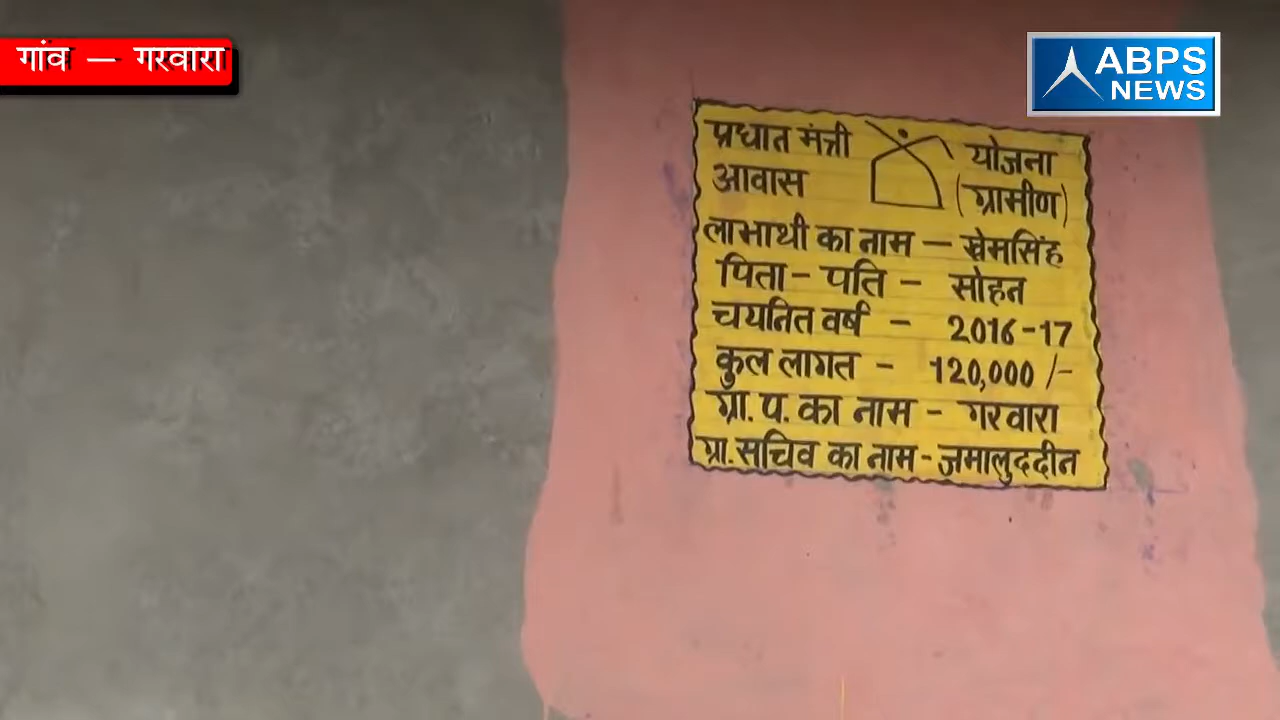 गांव — गरवारा
ABPS
NEWS
प्रधात मंत्री योजना
आवास (ग्रामीण)
लाभाथी का नाम — खेमसिंह
पिता - पति - सोहन
चयनित वर्ष - 2016-17
कुल लागत - 120,000/-
ग्रा. प. का नाम - गरवारा
ग्रा. सचिव का नाम - जमालुददीन